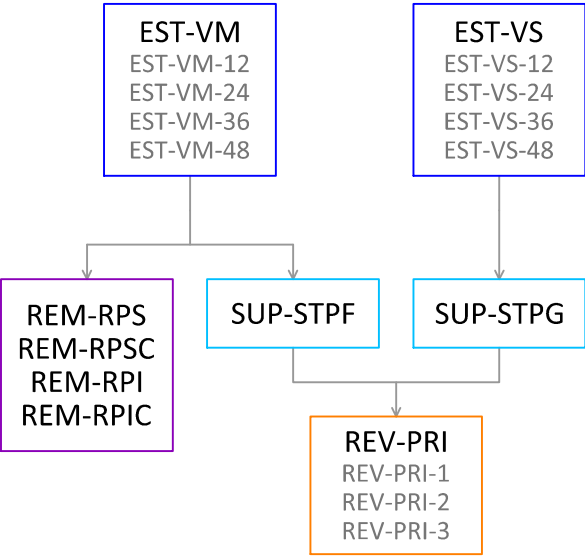 EST-VM
EST-VM-12
EST-VM-24
EST-VM-36
EST-VM-48
EST-VS
EST-VS-12
EST-VS-24
EST-VS-36
EST-VS-48
REM-RPS
REM-RPSC
REM-RPI
REM-RPIC
SUP-STPF
SUP-STPG
REV-PRI
REV-PRI-1
REV-PRI-2
REV-PRI-3